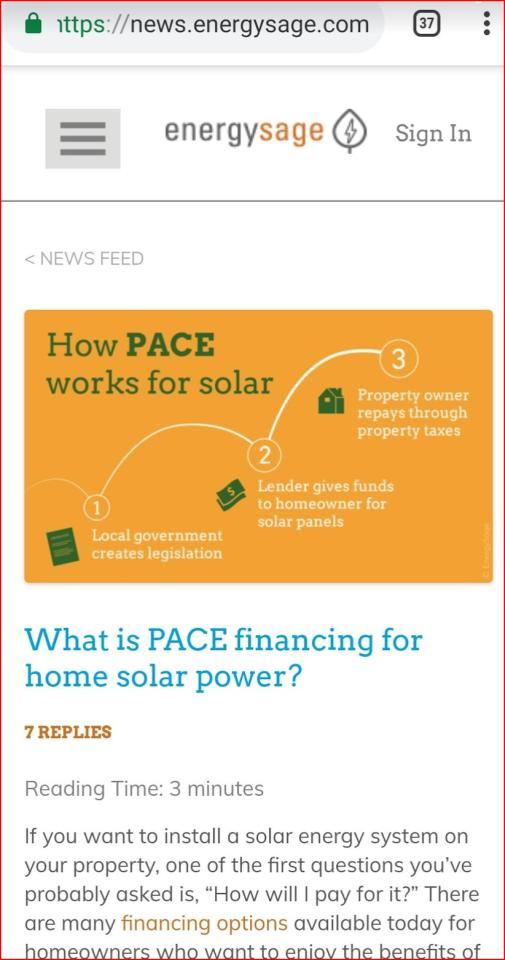 https://news.energysage.com
37
energysage
Sign In
< NEWS FEED
How PACE
works for solar
1
Local government
creates legislation
2
Lender gives funds
to homeowner for
solar panels
3
Property owner
repays through
property taxes
© EnergySage
What is PACE financing for
home solar power?
7 REPLIES
Reading Time: 3 minutes
If you want to install a solar energy system on
your property, one of the first questions you've
probably asked is, “How will I pay for it?” There
are many financing options available today for
homeowners who want to enjoy the benefits of